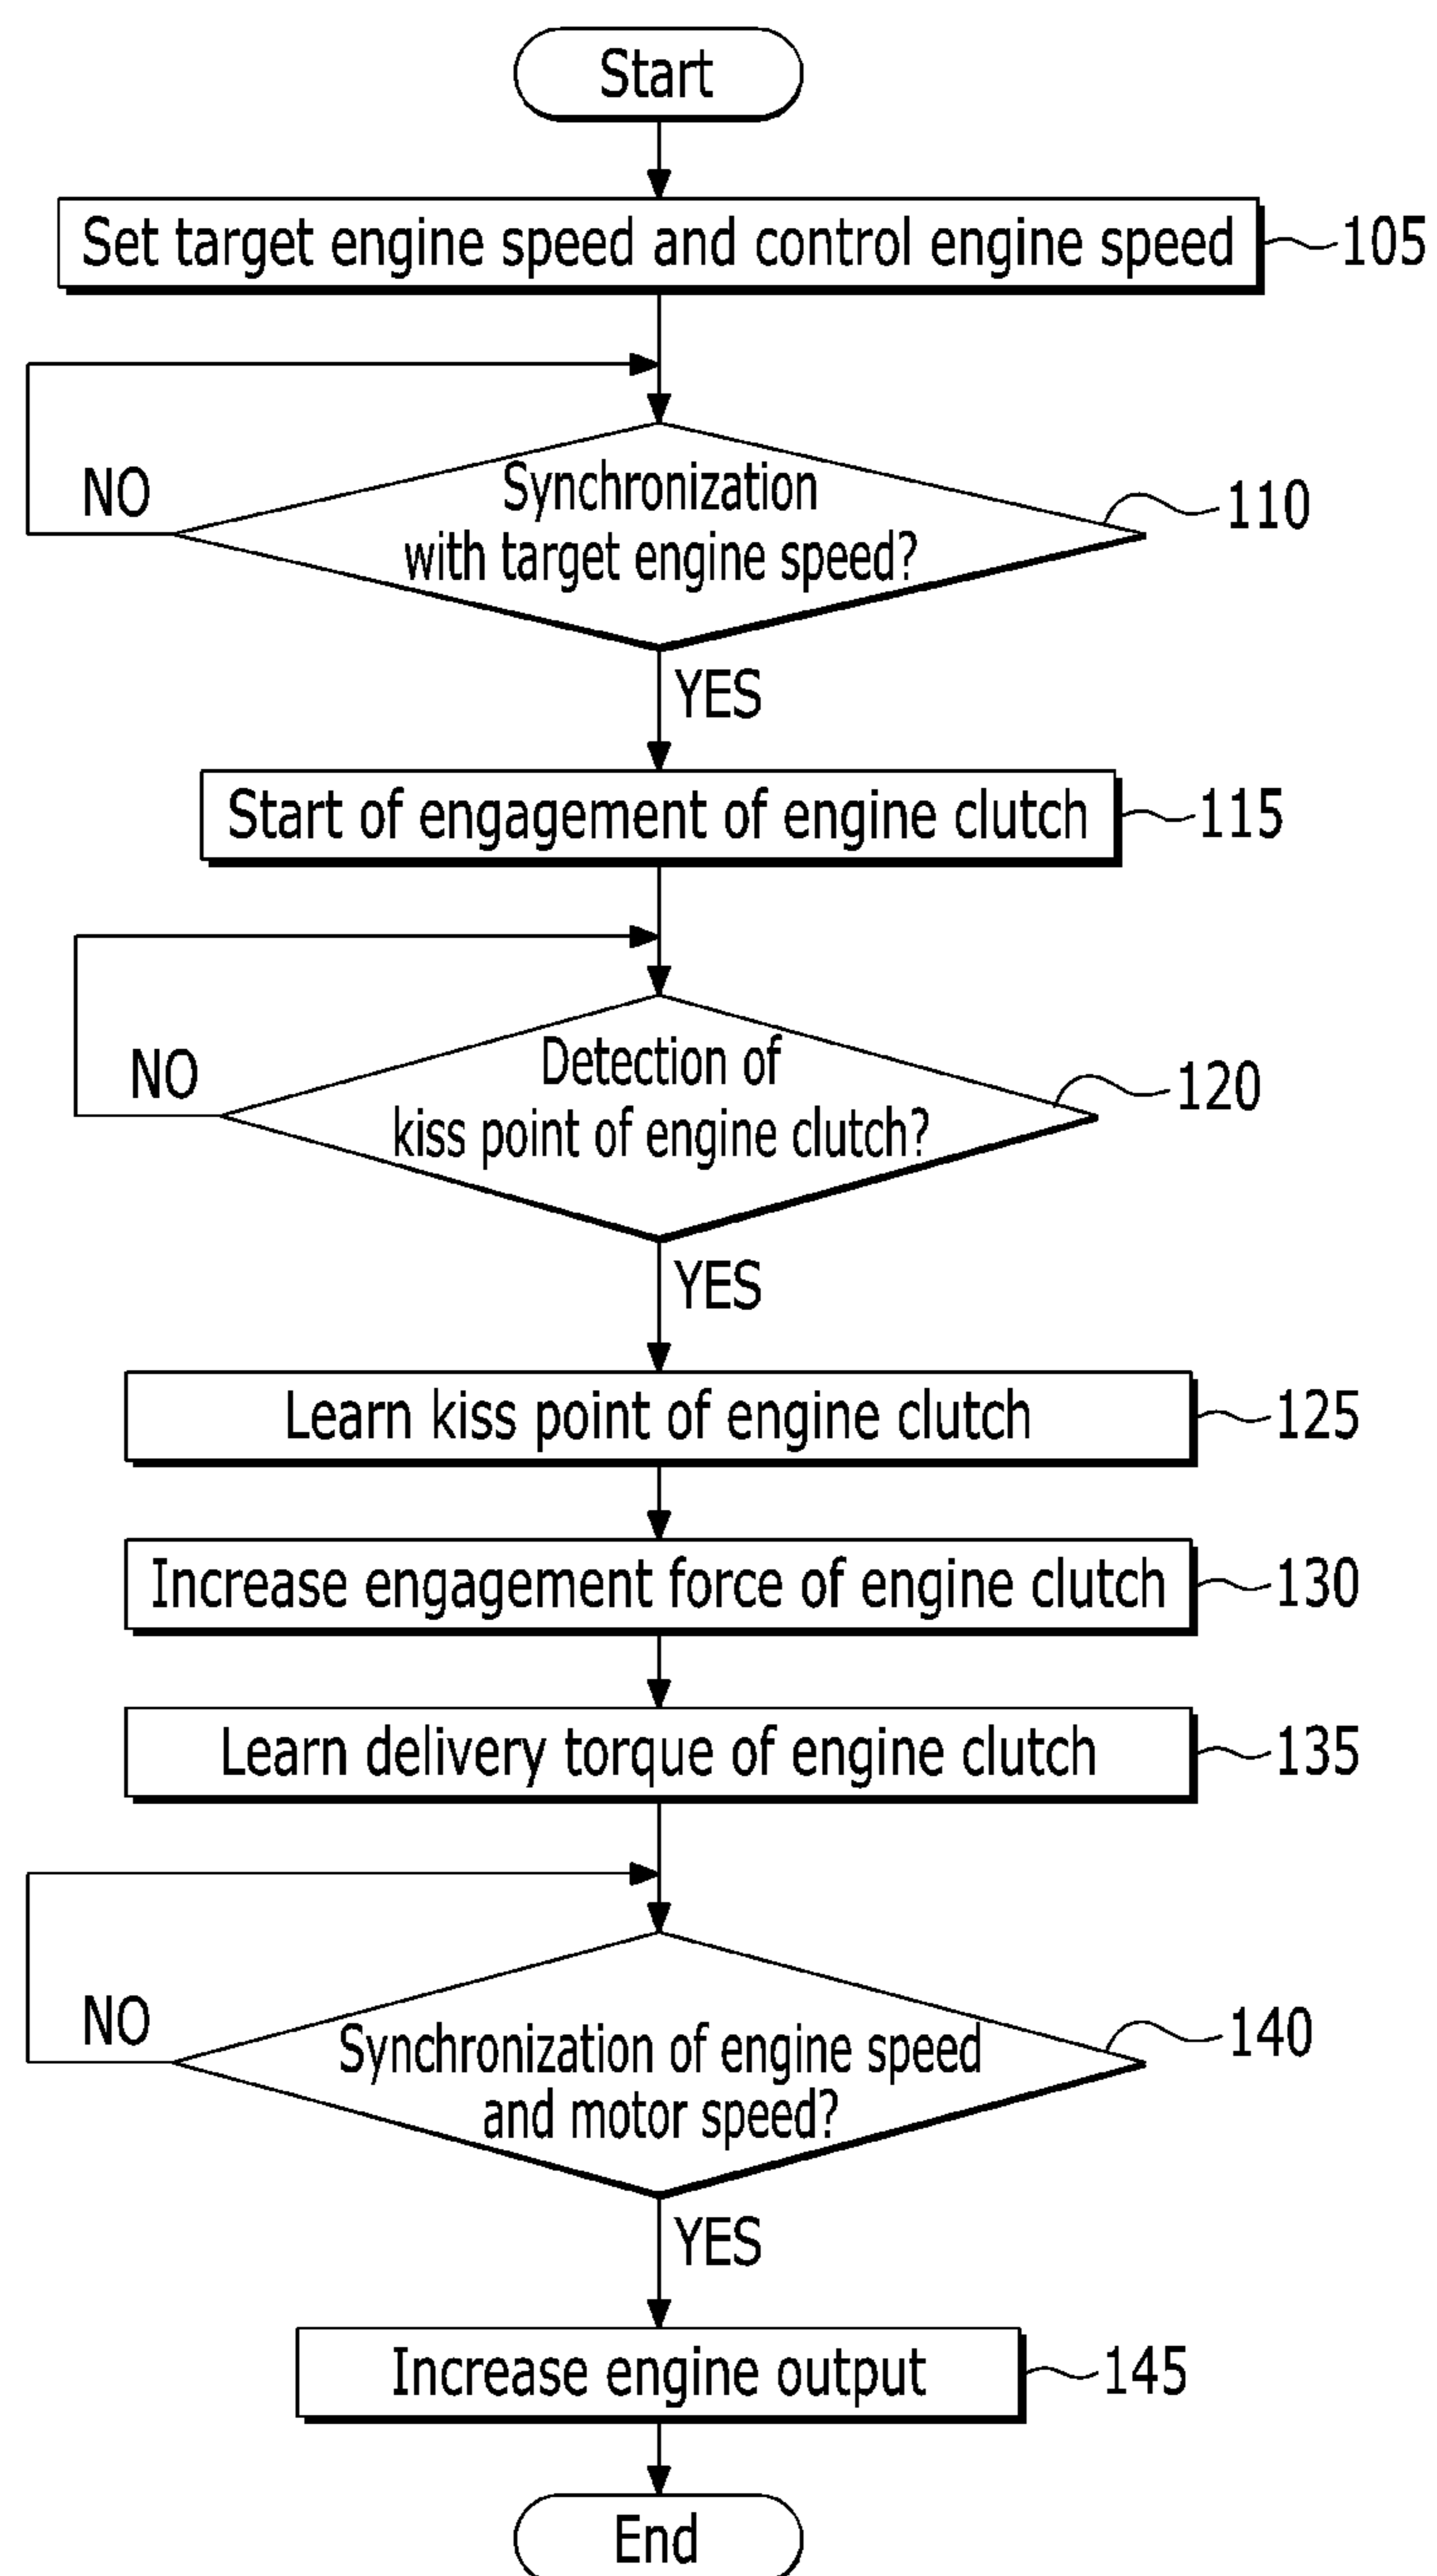 Start
Set target engine speed and control engine speed
105
NO
Synchronization
with target engine speed?
110
YES
Start of engagement of engine clutch
115
NO
Detection of
kiss point of engine clutch?
120
YES
Learn kiss point of engine clutch
125
Increase engagement force of engine clutch
130
Learn delivery torque of engine clutch
135
NO
Synchronization of engine speed
and motor speed?
140
YES
Increase engine output
145
End